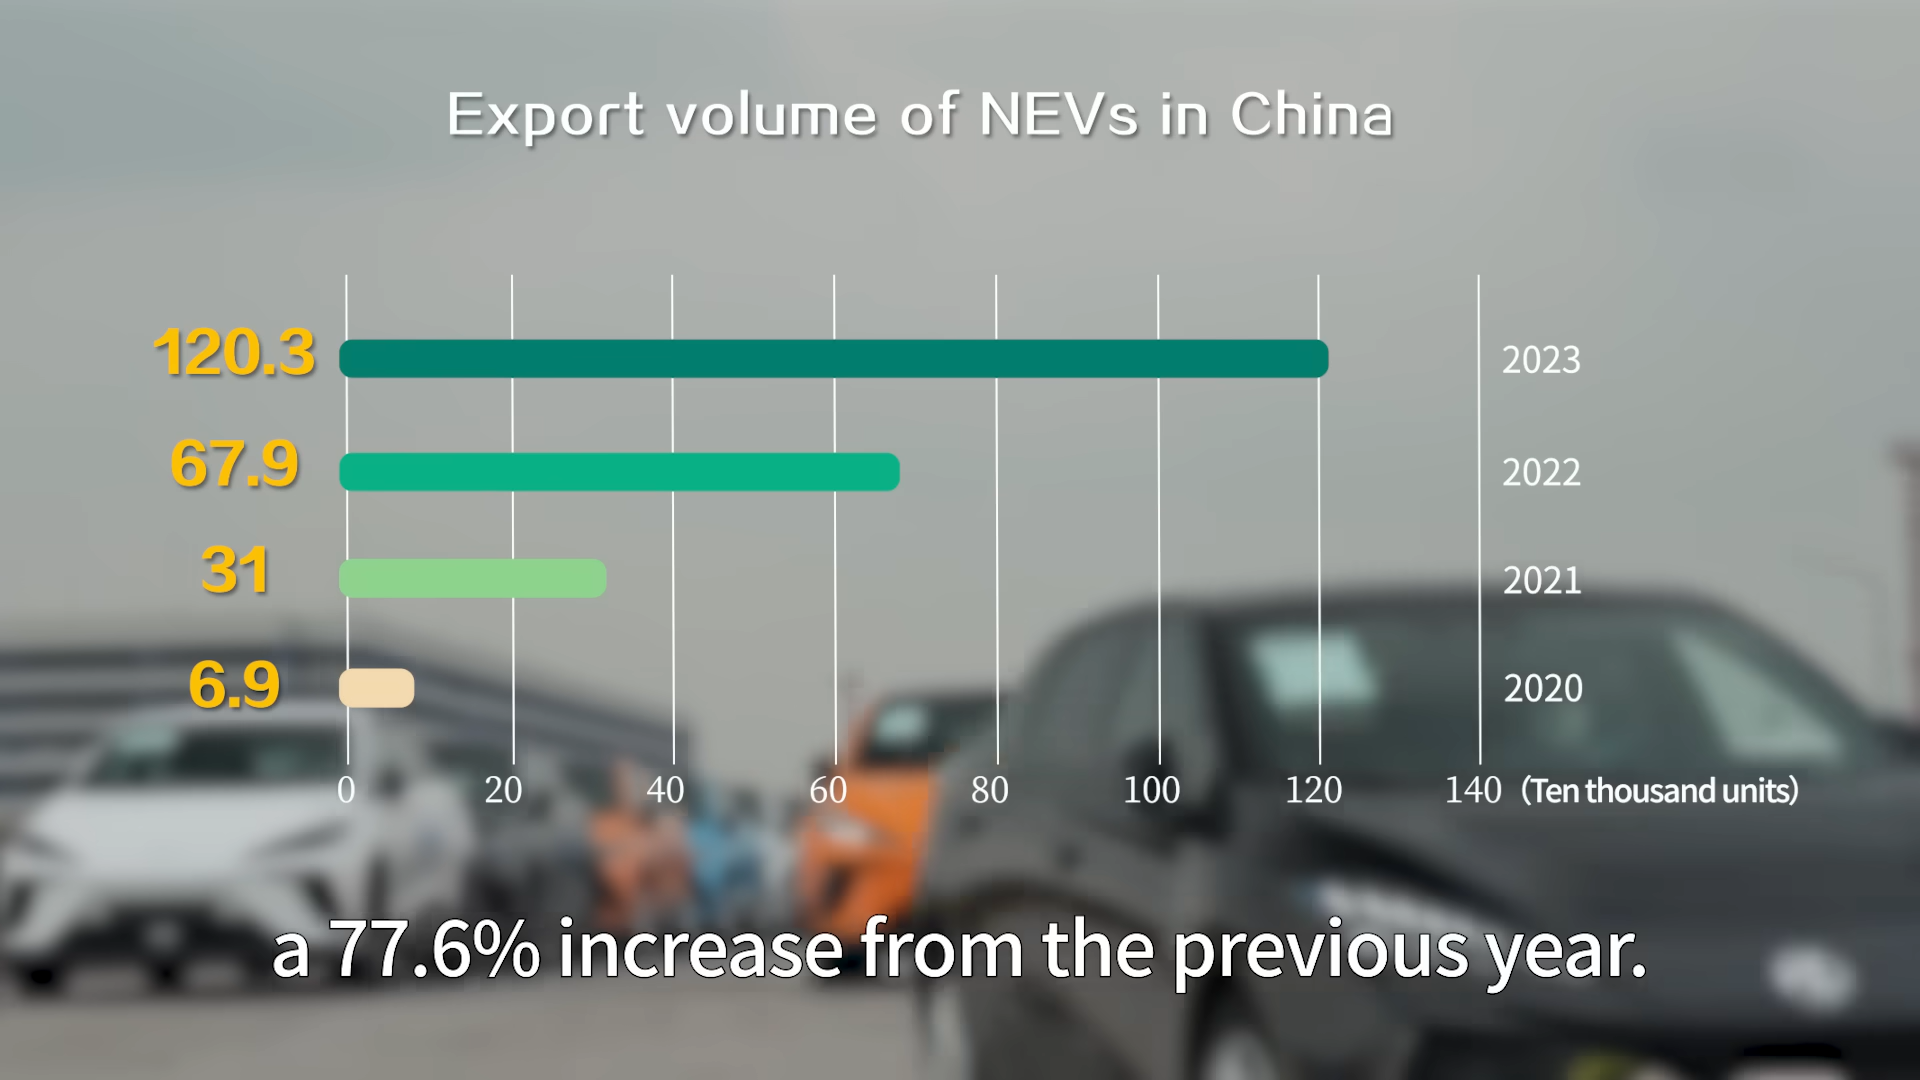 Export volume of NEVs in China
120.3 2023
67.9 2022
31 2021
6.9 2020
0 20 40 60 80 100 120 140 (Ten thousand units)
a 77.6% increase from the previous year.